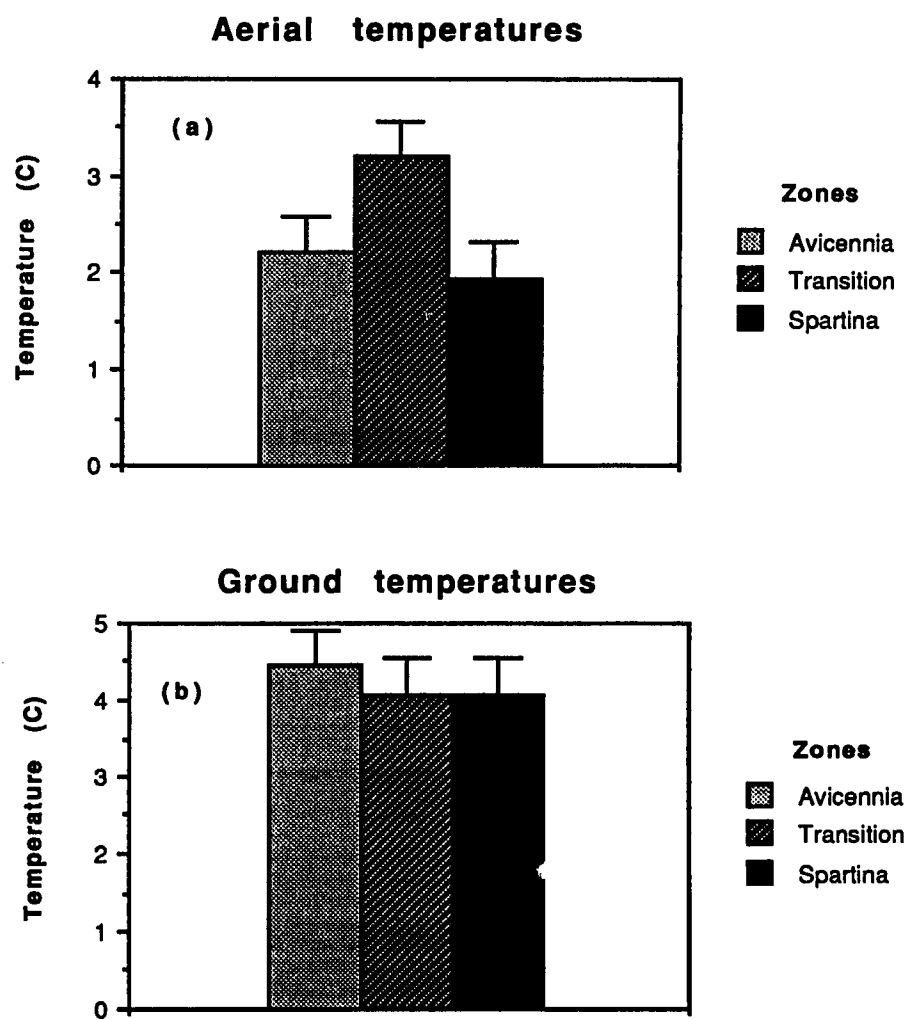 Aerial temperatures
4
(a)
3
2
1
0
Temperature (C)
Zones
Avicennia
Transition
Spartina
Ground temperatures
5
(b)
4
3
2
1
0
Temperature (C)
Zones
Avicennia
Transition
Spartina